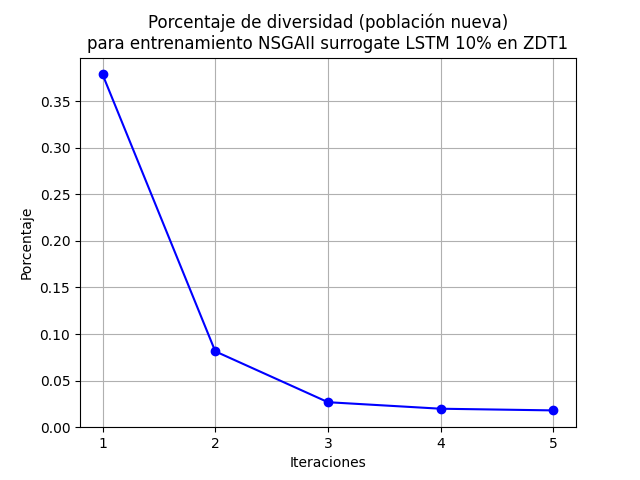 Porcentaje de diversidad (población nueva)
para entrenamiento NSGAII surrogate LSTM 10% en ZDT1
Porcentaje
0.35
0.30
0.25
0.20
0.15
0.10
0.05
0.00
1 2 3 4 5
Iteraciones